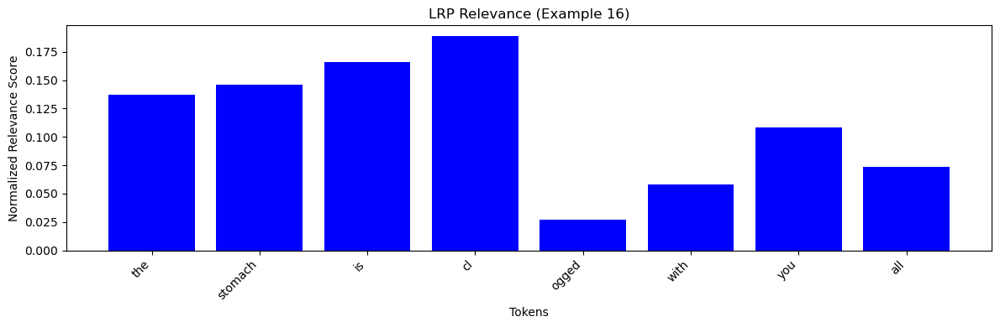 LRP Relevance (Example 16)
Normalized Relevance Score
0.175
0.150
0.125
0.100
0.075
0.050
0.025
0.000
the
stomach
is
cl
ogged
with
you
all
Tokens